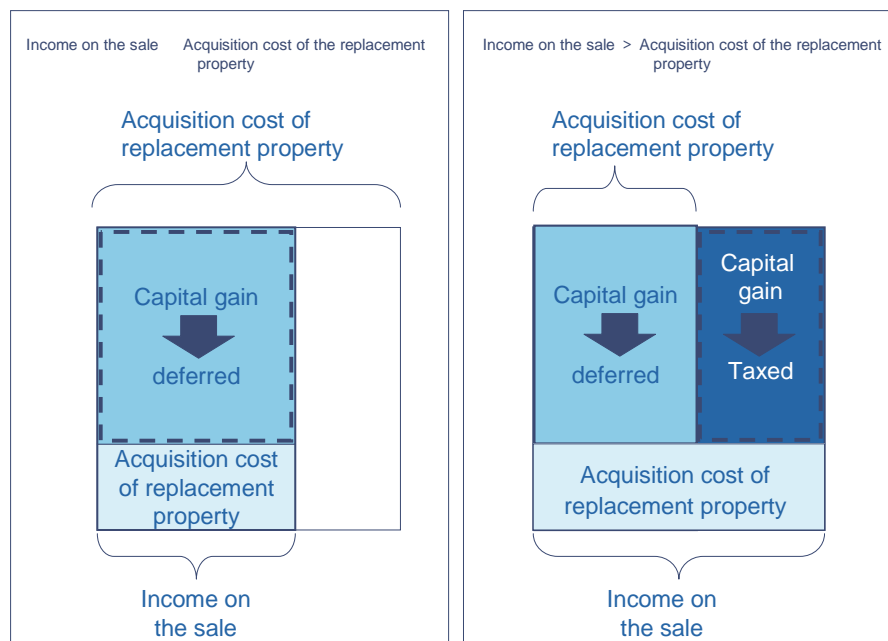 Income on the sale Acquisition cost of the replacement
property
Acquisition cost of
replacement property
Capital gain
deferred
Acquisition cost
of replacement
property
Income on
the sale
Income on the sale > Acquisition cost of the replacement
property
Acquisition cost of
replacement property
Capital gain
deferred
Capital
gain
Taxed
Acquisition cost of
replacement property
Income on
the sale